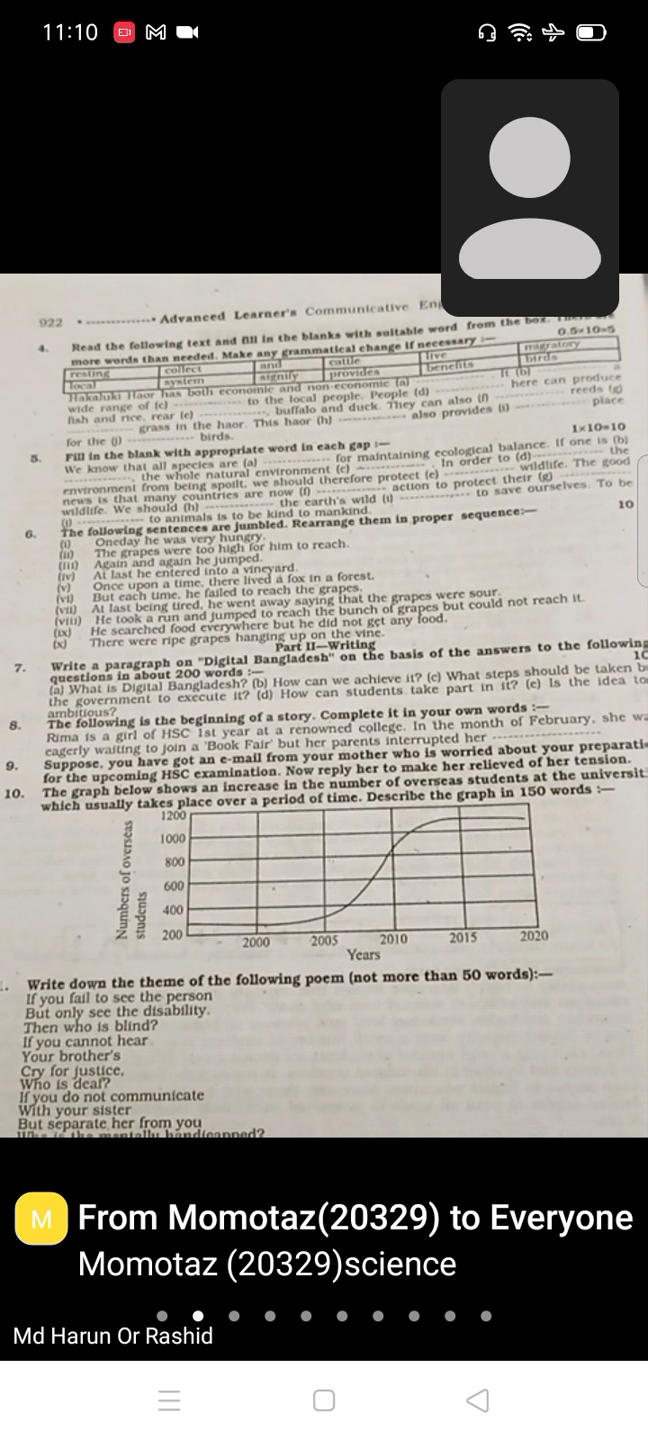 11:10
922 • ............• Advanced Learner's Communicative
4. Read the following text and fill in the blanks with suitable word from the box.
more words than needed. Make any grammatical change if necessary :— 0.5×10=5
resting collect and cattle live migratory
local system signify provides benefits birds
Hakaluki Haor has both economic and non-economic (a) ............ It (b) ............ a
wide range of (c) ............ to the local people. People (d) ............ here can produce
fish and rice, rear (e) ............, buffalo and duck. They can also (f) ............ reeds (g)
............ grass in the haor. This haor (h) ............ also provides (i) ............ place
for the (j) ............ birds.
5. Fill in the blank with appropriate word in each gap :— 1×10=10
We know that all species are (a) ............ for maintaining ecological balance. If one is (b)
............, the whole natural environment (c) ............. In order to (d)............ the
environment from being spoilt, we should therefore protect (e) ............ wildlife. The good
news is that many countries are now (f) ............ action to protect their (g) ............
wildlife. We should (h) ............ the earth's wild (i) ............ to save ourselves. To be
(j) ............ to animals is to be kind to mankind.
6. The following sentences are jumbled. Rearrange them in proper sequence:— 10
(i) Oneday he was very hungry.
(ii) The grapes were too high for him to reach.
(iii) Again and again he jumped.
(iv) At last he entered into a vineyard.
(v) Once upon a time, there lived a fox in a forest.
(vi) But each time, he failed to reach the grapes.
(vii) At last being tired, he went away saying that the grapes were sour.
(viii) He took a run and jumped to reach the bunch of grapes but could not reach it.
(ix) He searched food everywhere but he did not get any food.
(x) There were ripe grapes hanging up on the vine.
Part II—Writing
7. Write a paragraph on "Digital Bangladesh" on the basis of the answers to the following
questions in about 200 words :—
(a) What is Digital Bangladesh? (b) How can we achieve it? (c) What steps should be taken
the government to execute it? (d) How can students take part in it? (e) Is the idea
ambitious?
8. The following is the beginning of a story. Complete it in your own words :—
Rima is a girl of HSC 1st year at a renowned college. In the month of February, she
eagerly waiting to join a 'Book Fair' but her parents interrupted her ............
9. Suppose, you have got an e-mail from your mother who is worried about your
for the upcoming HSC examination. Now reply her to make her relieved of her tension.
10. The graph below shows an increase in the number of overseas students at the
which usually takes place over a period of time. Describe the graph in 150 words :—
1200
1000
800
600
400
200
Numbers of overseas
students
2000 2005 2010 2015 2020
Years
Write down the theme of the following poem (not more than 50 words):—
If you fail to see the person
But only see the disability.
Then who is blind?
If you cannot hear
Your brother's
Cry for justice,
Who is deaf?
If you do not communicate
With your sister
But separate her from you
M
From Momotaz(20329) to Everyone
Momotaz (20329)science
Md Harun Or Rashid